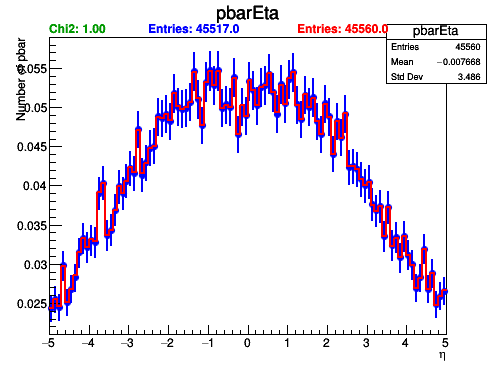 pbarEta
Chi2: 1.00 Entries: 45517.0 Entries: 45560.0
pbarEta
Entries 45560
Mean −0.007668
Std Dev 3.486
Number of pbar
0.055
0.05
0.045
0.04
0.035
0.03
0.025
−5 −4 −3 −2 −1 0 1 2 3 4 5
η